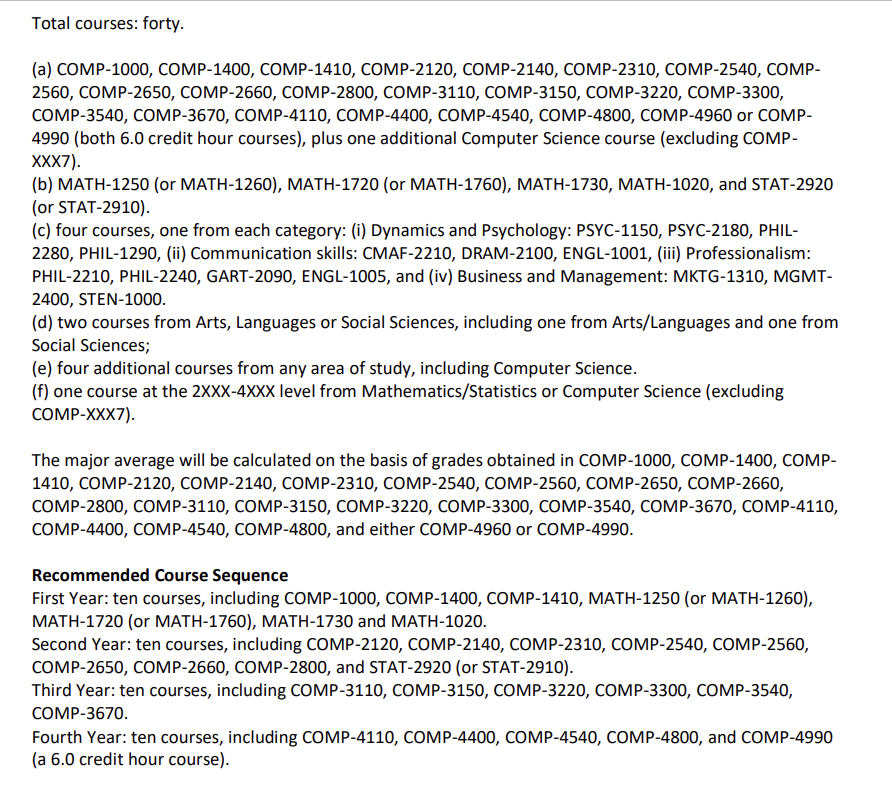 Total courses: forty.
(a) COMP-1000, COMP-1400, COMP-1410, COMP-2120, COMP-2140, COMP-2310, COMP-2540, COMP-
2560, COMP-2650, COMP-2660, COMP-2800, COMP-3110, COMP-3150, COMP-3220, COMP-3300,
COMP-3540, COMP-3670, COMP-4110, COMP-4400, COMP-4540, COMP-4800, COMP-4960 or COMP-
4990 (both 6.0 credit hour courses), plus one additional Computer Science course (excluding COMP-
XXX7).
(b) MATH-1250 (or MATH-1260), MATH-1720 (or MATH-1760), MATH-1730, MATH-1020, and STAT-2920
(or STAT-2910).
(c) four courses, one from each category: (i) Dynamics and Psychology: PSYC-1150, PSYC-2180, PHIL-
2280, PHIL-1290, (ii) Communication skills: CMAF-2210, DRAM-2100, ENGL-1001, (iii) Professionalism:
PHIL-2210, PHIL-2240, GART-2090, ENGL-1005, and (iv) Business and Management: MKTG-1310, MGMT-
2400, STEN-1000.
(d) two courses from Arts, Languages or Social Sciences, including one from Arts/Languages and one from
Social Sciences;
(e) four additional courses from any area of study, including Computer Science.
(f) one course at the 2XXX-4XXX level from Mathematics/Statistics or Computer Science (excluding
COMP-XXX7).
The major average will be calculated on the basis of grades obtained in COMP-1000, COMP-1400, COMP-
1410, COMP-2120, COMP-2140, COMP-2310, COMP-2540, COMP-2560, COMP-2650, COMP-2660,
COMP-2800, COMP-3110, COMP-3150, COMP-3220, COMP-3300, COMP-3540, COMP-3670, COMP-4110,
COMP-4400, COMP-4540, COMP-4800, and either COMP-4960 or COMP-4990.
Recommended Course Sequence
First Year: ten courses, including COMP-1000, COMP-1400, COMP-1410, MATH-1250 (or MATH-1260),
MATH-1720 (or MATH-1760), MATH-1730 and MATH-1020.
Second Year: ten courses, including COMP-2120, COMP-2140, COMP-2310, COMP-2540, COMP-2560,
COMP-2650, COMP-2660, COMP-2800, and STAT-2920 (or STAT-2910).
Third Year: ten courses, including COMP-3110, COMP-3150, COMP-3220, COMP-3300, COMP-3540,
COMP-3670.
Fourth Year: ten courses, including COMP-4110, COMP-4400, COMP-4540, COMP-4800, and COMP-4990
(a 6.0 credit hour course).